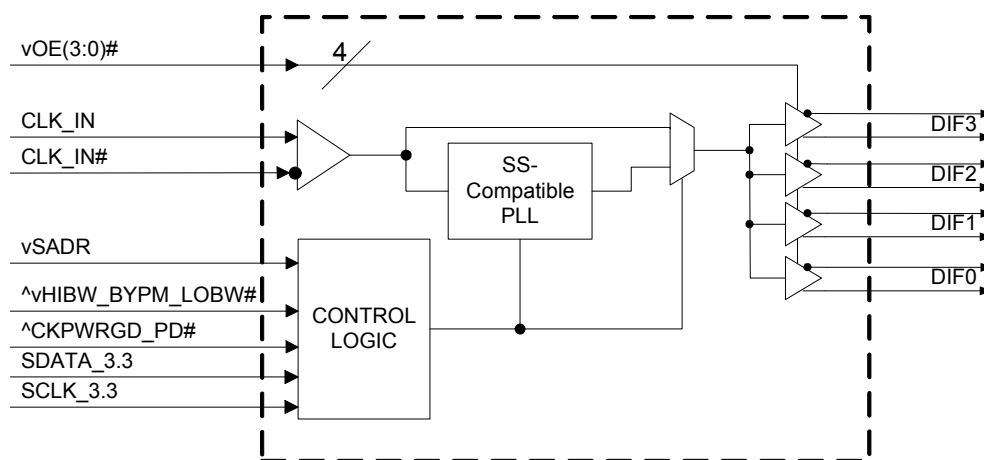 vOE(3:0)#
4
CLK_IN
CLK_IN#
SS-
Compatible
PLL
DIF3
DIF2
DIF1
DIF0
vSADR
^vHIBW_BYPM_LOBW#
^CKPWRGD_PD#
SDATA_3.3
SCLK_3.3
CONTROL
LOGIC